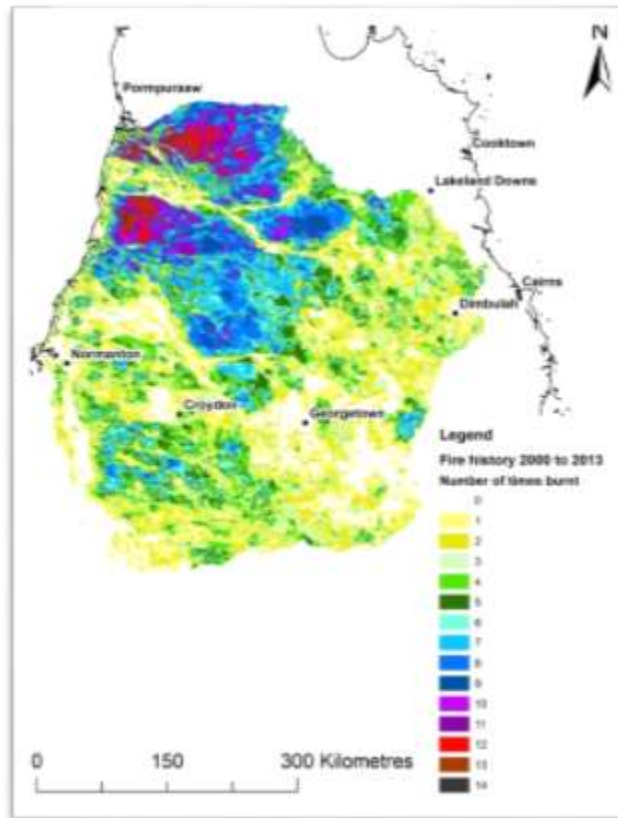 N
Pormpuraaw
Cooktown
Lakeland Downs
Cairns
Dimbulah
Normanton
Croydon
Georgetown
Legend
Fire history 2000 to 2013
Number of times burnt
0
1
2
3
4
5
6
7
8
9
10
11
12
13
14
0 150 300 Kilometres